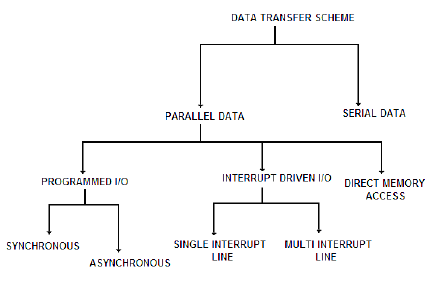 DATA TRANSFER SCHEME
PARALLEL DATA
SERIAL DATA
PROGRAMMED I/O
INTERRUPT DRIVEN I/O
DIRECT MEMORY
ACCESS
SYNCHRONOUS
ASYNCHRONOUS
SINGLE INTERRUPT
LINE
MULTI INTERRUPT
LINE